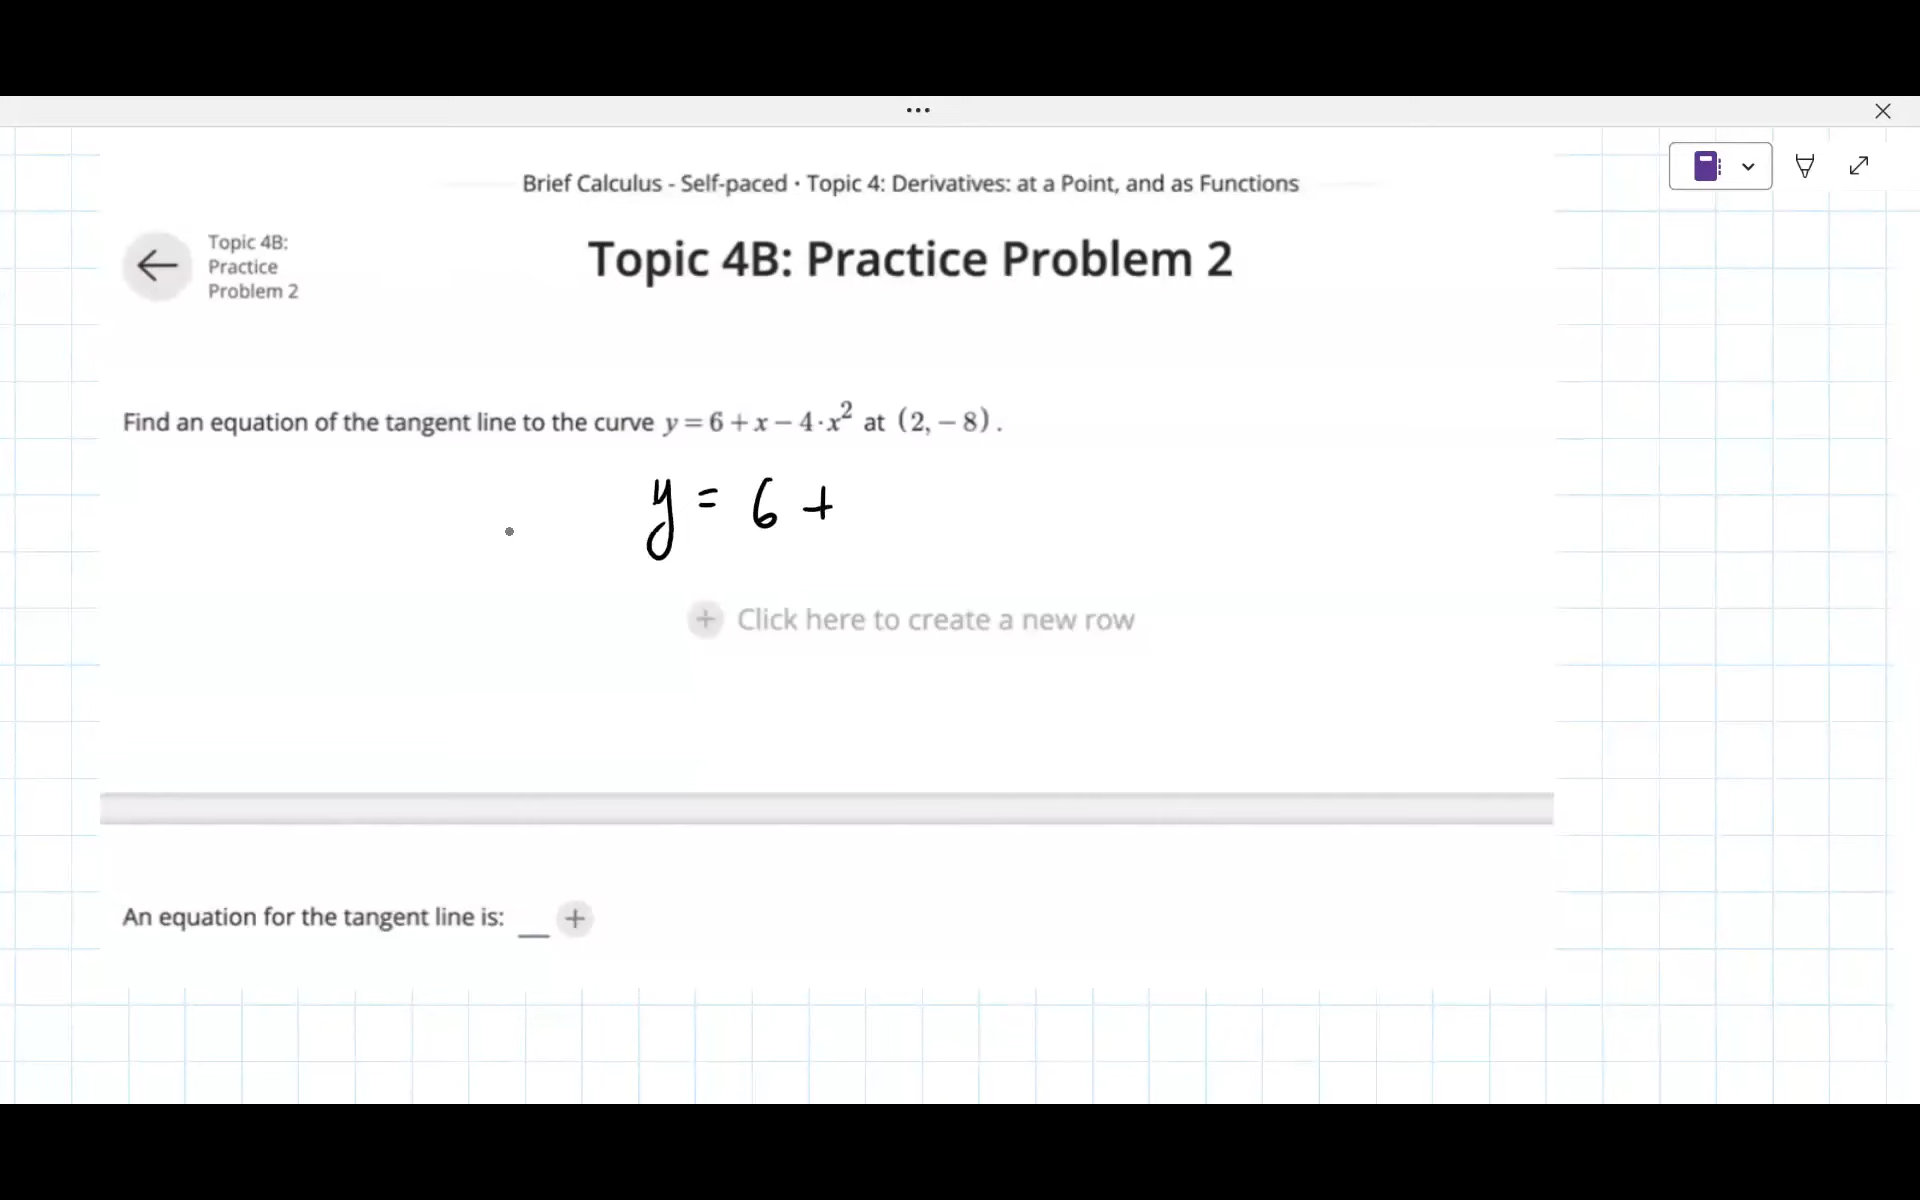 Brief Calculus - Self-paced · Topic 4: Derivatives: at a Point, and as Functions
Topic 4B:
Practice
Problem 2
Topic 4B: Practice Problem 2
Find an equation of the tangent line to the curve y = 6 + x − 4·x² at (2, − 8).
y = 6 +
+ Click here to create a new row
An equation for the tangent line is: __ +